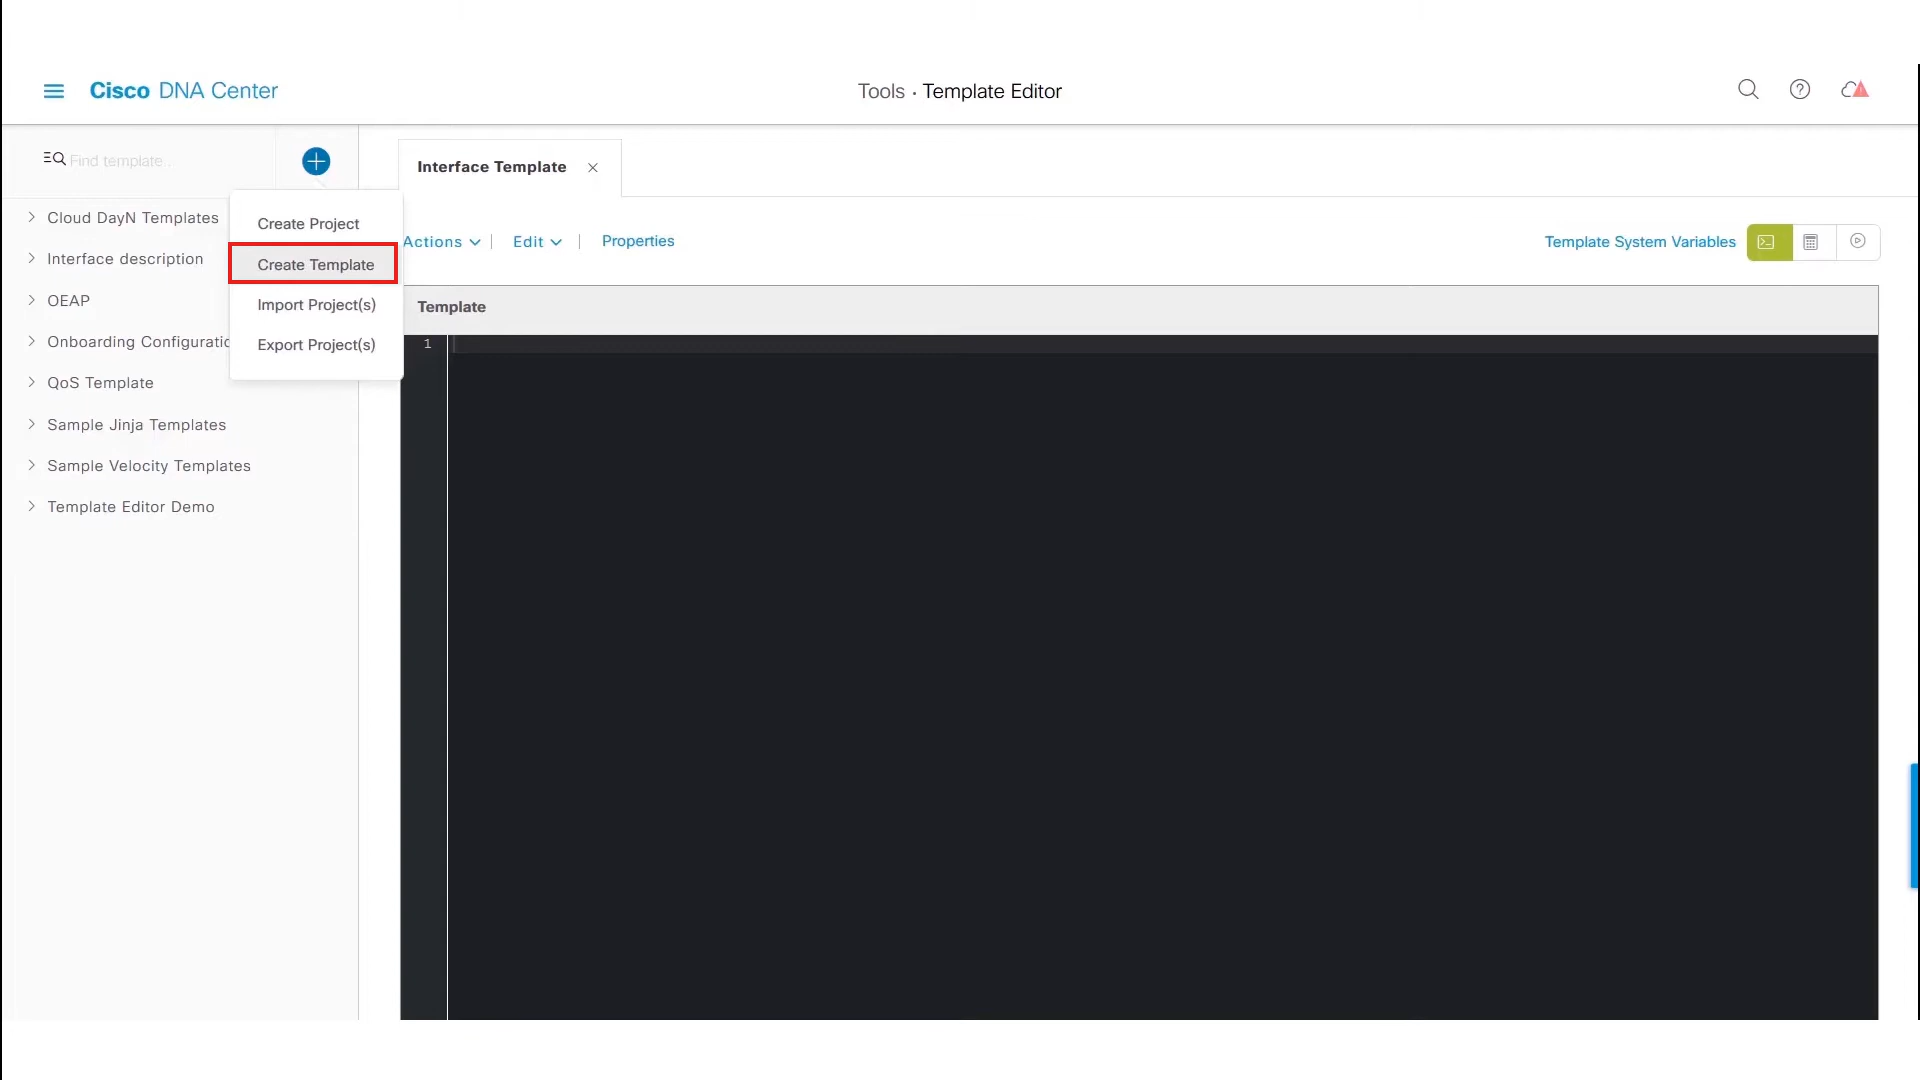 Cisco DNA Center
Tools · Template Editor
Find template..
Interface Template
Cloud DayN Templates
Interface description
OEAP
Onboarding Configuratio
QoS Template
Sample Jinja Templates
Sample Velocity Templates
Template Editor Demo
Create Project
Create Template
Import Project(s)
Export Project(s)
Actions | Edit | Properties
Template System Variables
Template
1